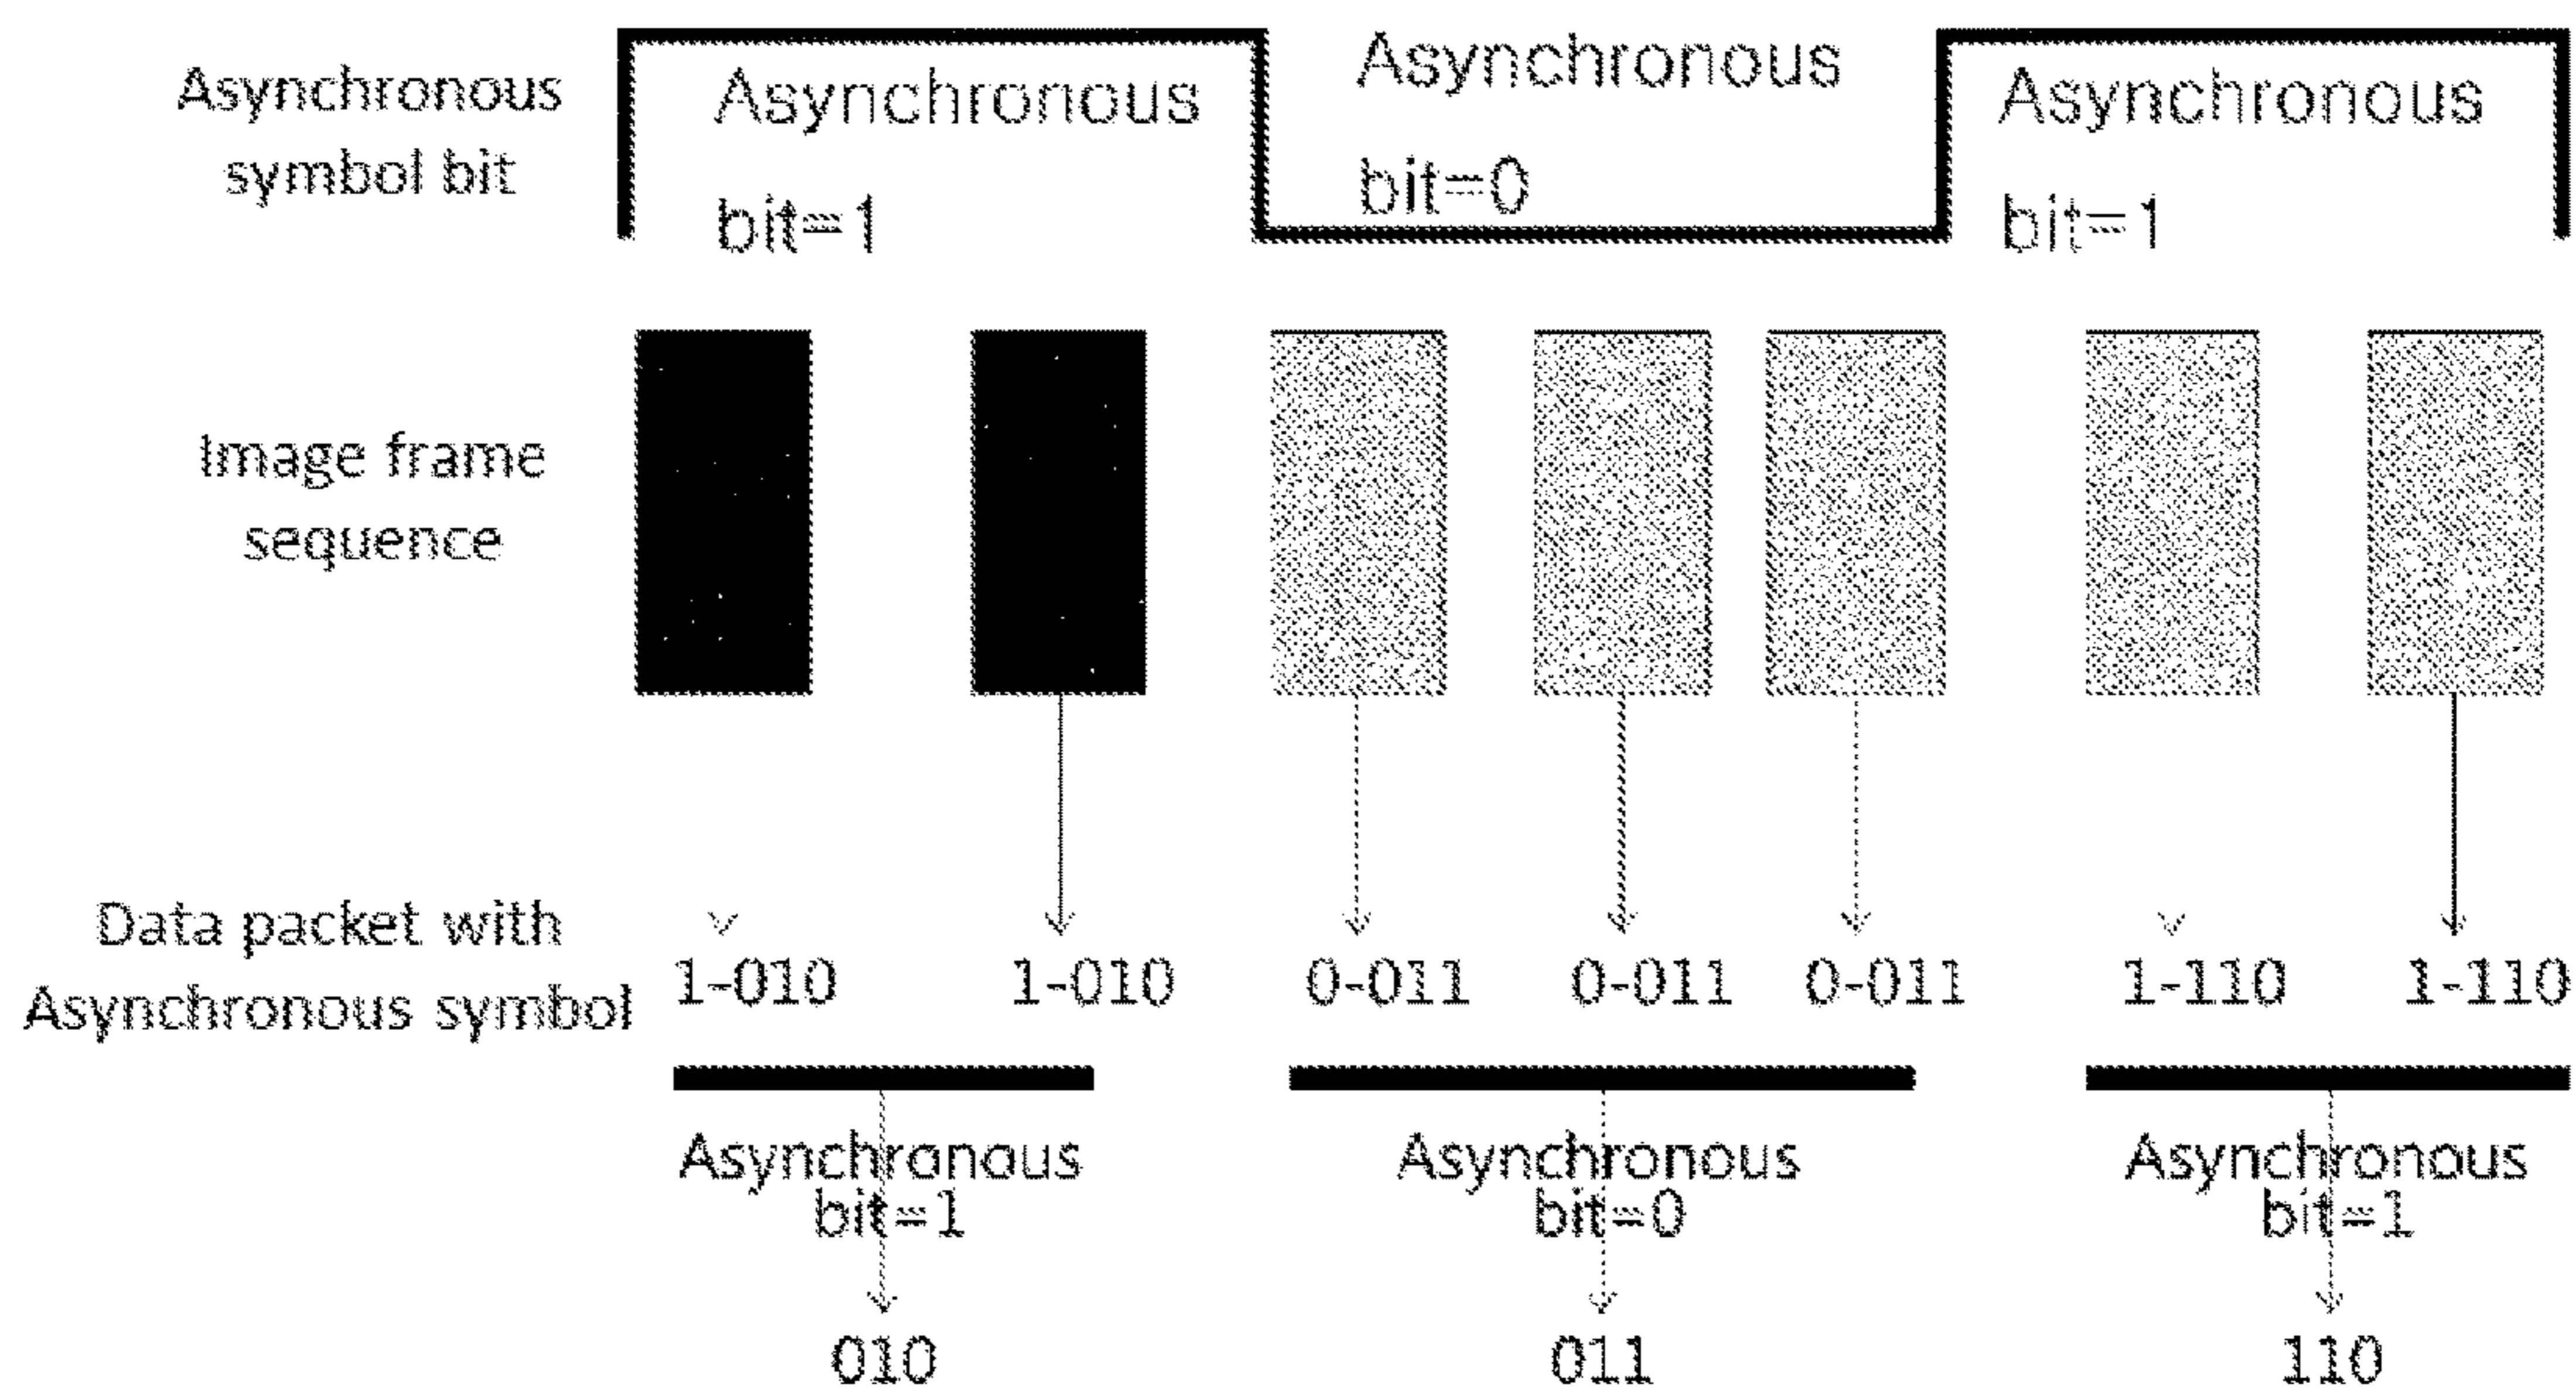 Asynchronous
symbol bit
Asynchronous
bit=1
Asynchronous
bit=0
Asynchronous
bit=1
Image frame
sequence
Data packet with
Asynchronous symbol
1-010
1-010
0-011
0-011
0-011
1-110
1-110
Asynchronous
bit=1
Asynchronous
bit=0
Asynchronous
bit=1
010
011
110